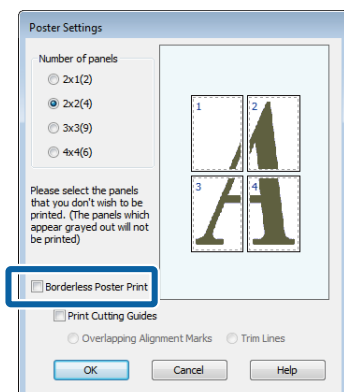 Poster Settings
Number of panels
2x1(2)
2x2(4)
3x3(9)
4x4(6)
Please select the panels
that you don't wish to be
printed. (The panels which
appear grayed out will not
be printed)
1
2
3
4
A
Borderless Poster Print
Print Cutting Guides
Overlapping Alignment Marks
Trim Lines
OK
Cancel
Help